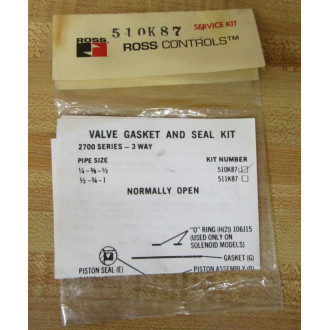 ROSS
510K87
SERVICE KIT
ROSS CONTROLS™
VALVE GASKET AND SEAL KIT
2700 SERIES – 3 WAY
PIPE SIZE KIT NUMBER
¼ – ⅜ – ½ 510K87
½ – ¾ – 1 511K87
NORMALLY OPEN
"O" RING (H(2)) 106J15
(USED ONLY ON
SOLENOID MODELS)
GASKET (G)
PISTON SEAL (E)
PISTON ASSEMBLY (D)